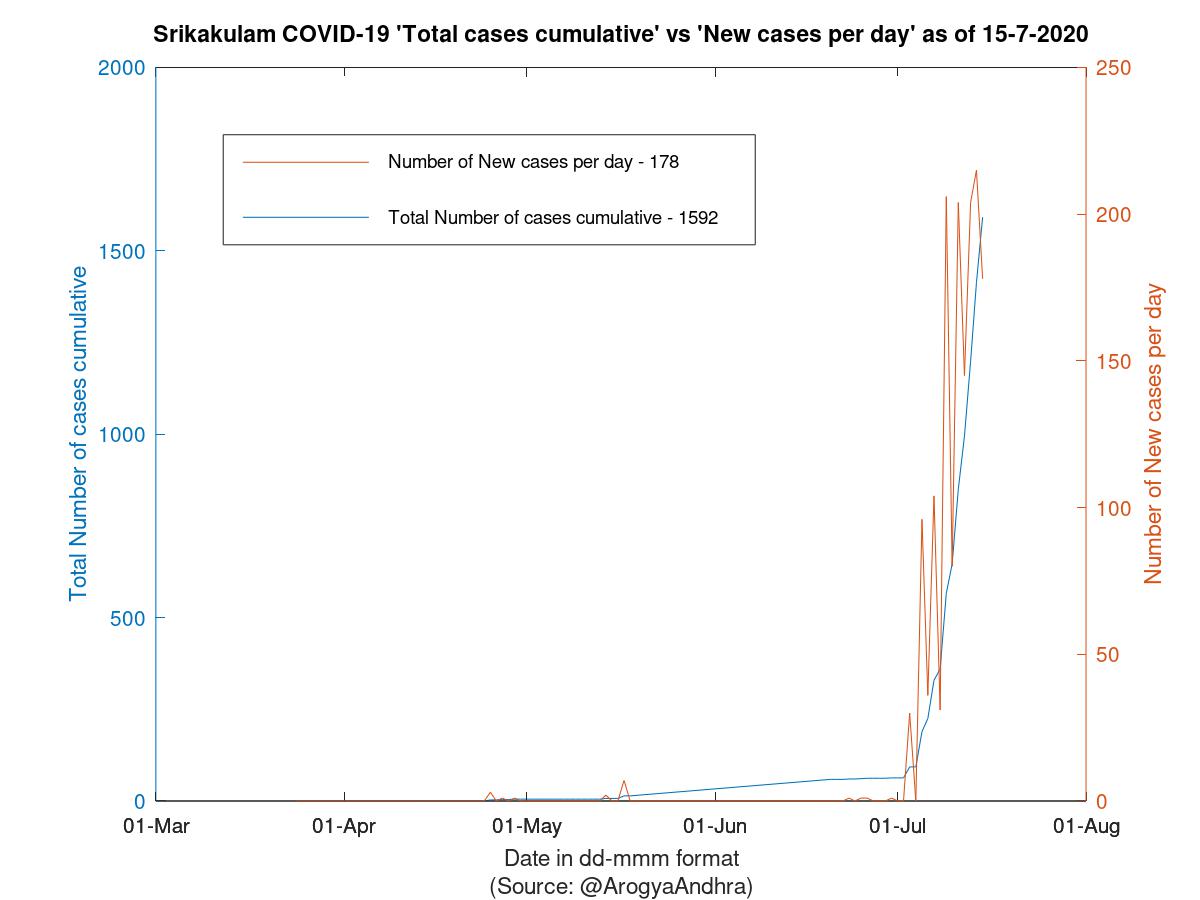 Srikakulam COVID-19 'Total cases cumulative' vs 'New cases per day' as of 15-7-2020
Number of New cases per day - 178
Total Number of cases cumulative - 1592
Total Number of cases cumulative
2000
1500
1000
500
0
250
200
150
100
50
0
Number of New cases per day
01-Mar 01-Apr 01-May 01-Jun 01-Jul 01-Aug
Date in dd-mmm format
(Source: @ArogyaAndhra)